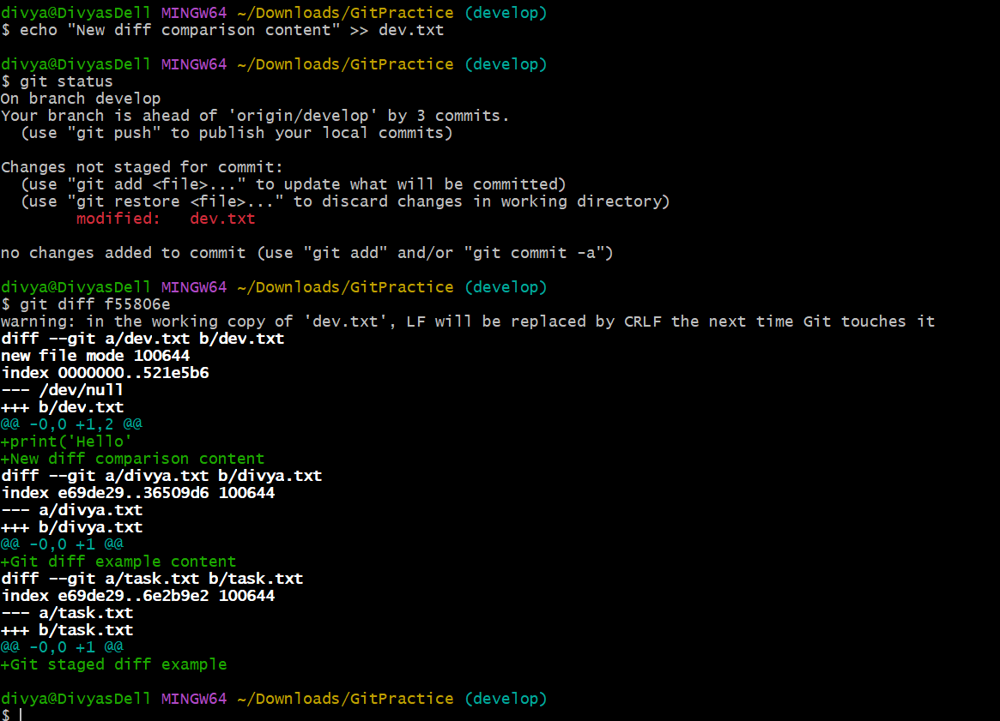 divya@DivyasDell MINGW64 ~/Downloads/GitPractice (develop)
$ echo "New diff comparison content" >> dev.txt

divya@DivyasDell MINGW64 ~/Downloads/GitPractice (develop)
$ git status
On branch develop
Your branch is ahead of 'origin/develop' by 3 commits.
  (use "git push" to publish your local commits)

Changes not staged for commit:
  (use "git add <file>..." to update what will be committed)
  (use "git restore <file>..." to discard changes in working directory)
        modified:   dev.txt

no changes added to commit (use "git add" and/or "git commit -a")

divya@DivyasDell MINGW64 ~/Downloads/GitPractice (develop)
$ git diff f55806e
warning: in the working copy of 'dev.txt', LF will be replaced by CRLF the next time Git touches it
diff --git a/dev.txt b/dev.txt
new file mode 100644
index 0000000..521e5b6
--- /dev/null
+++ b/dev.txt
@@ -0,0 +1,2 @@
+print('Hello'
+New diff comparison content
diff --git a/divya.txt b/divya.txt
index e69de29..36509d6 100644
--- a/divya.txt
+++ b/divya.txt
@@ -0,0 +1 @@
+Git diff example content
diff --git a/task.txt b/task.txt
index e69de29..6e2b9e2 100644
--- a/task.txt
+++ b/task.txt
@@ -0,0 +1 @@
+Git staged diff example

divya@DivyasDell MINGW64 ~/Downloads/GitPractice (develop)
$